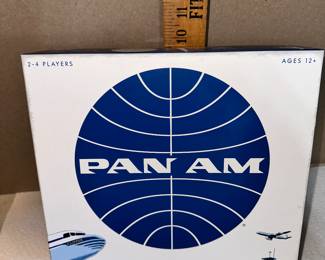 10 11
FIT
2-4 PLAYERS
AGES 12+
PAN AM
®